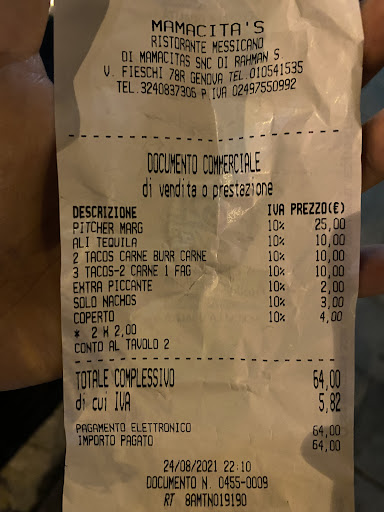 MAMACITA'S
RISTORANTE MESSICANO
DI MAMACITAS SNC DI RAHMAN S.
V. FIESCHI 78R GENOVA TEL.010541535
TEL.3240837306 P.IVA 02497550992
DOCUMENTO COMMERCIALE
di vendita o prestazione
DESCRIZIONE IVA PREZZO(€)
PITCHER MARG 10% 25,00
ALI TEQUILA 10% 10,00
2 TACOS CARNE BURR CARNE 10% 10,00
3 TACOS-2 CARNE 1 FAG 10% 10,00
EXTRA PICCANTE 10% 2,00
SOLO NACHOS 10% 3,00
COPERTO 10% 4,00
* 2 X 2,00
CONTO AL TAVOLO 2
TOTALE COMPLESSIVO 64,00
di cui IVA 5,82
PAGAMENTO ELETTRONICO 64,00
IMPORTO PAGATO 64,00
24/08/2021 22:10
DOCUMENTO N. 0455-0009
RT 8AMTN019190